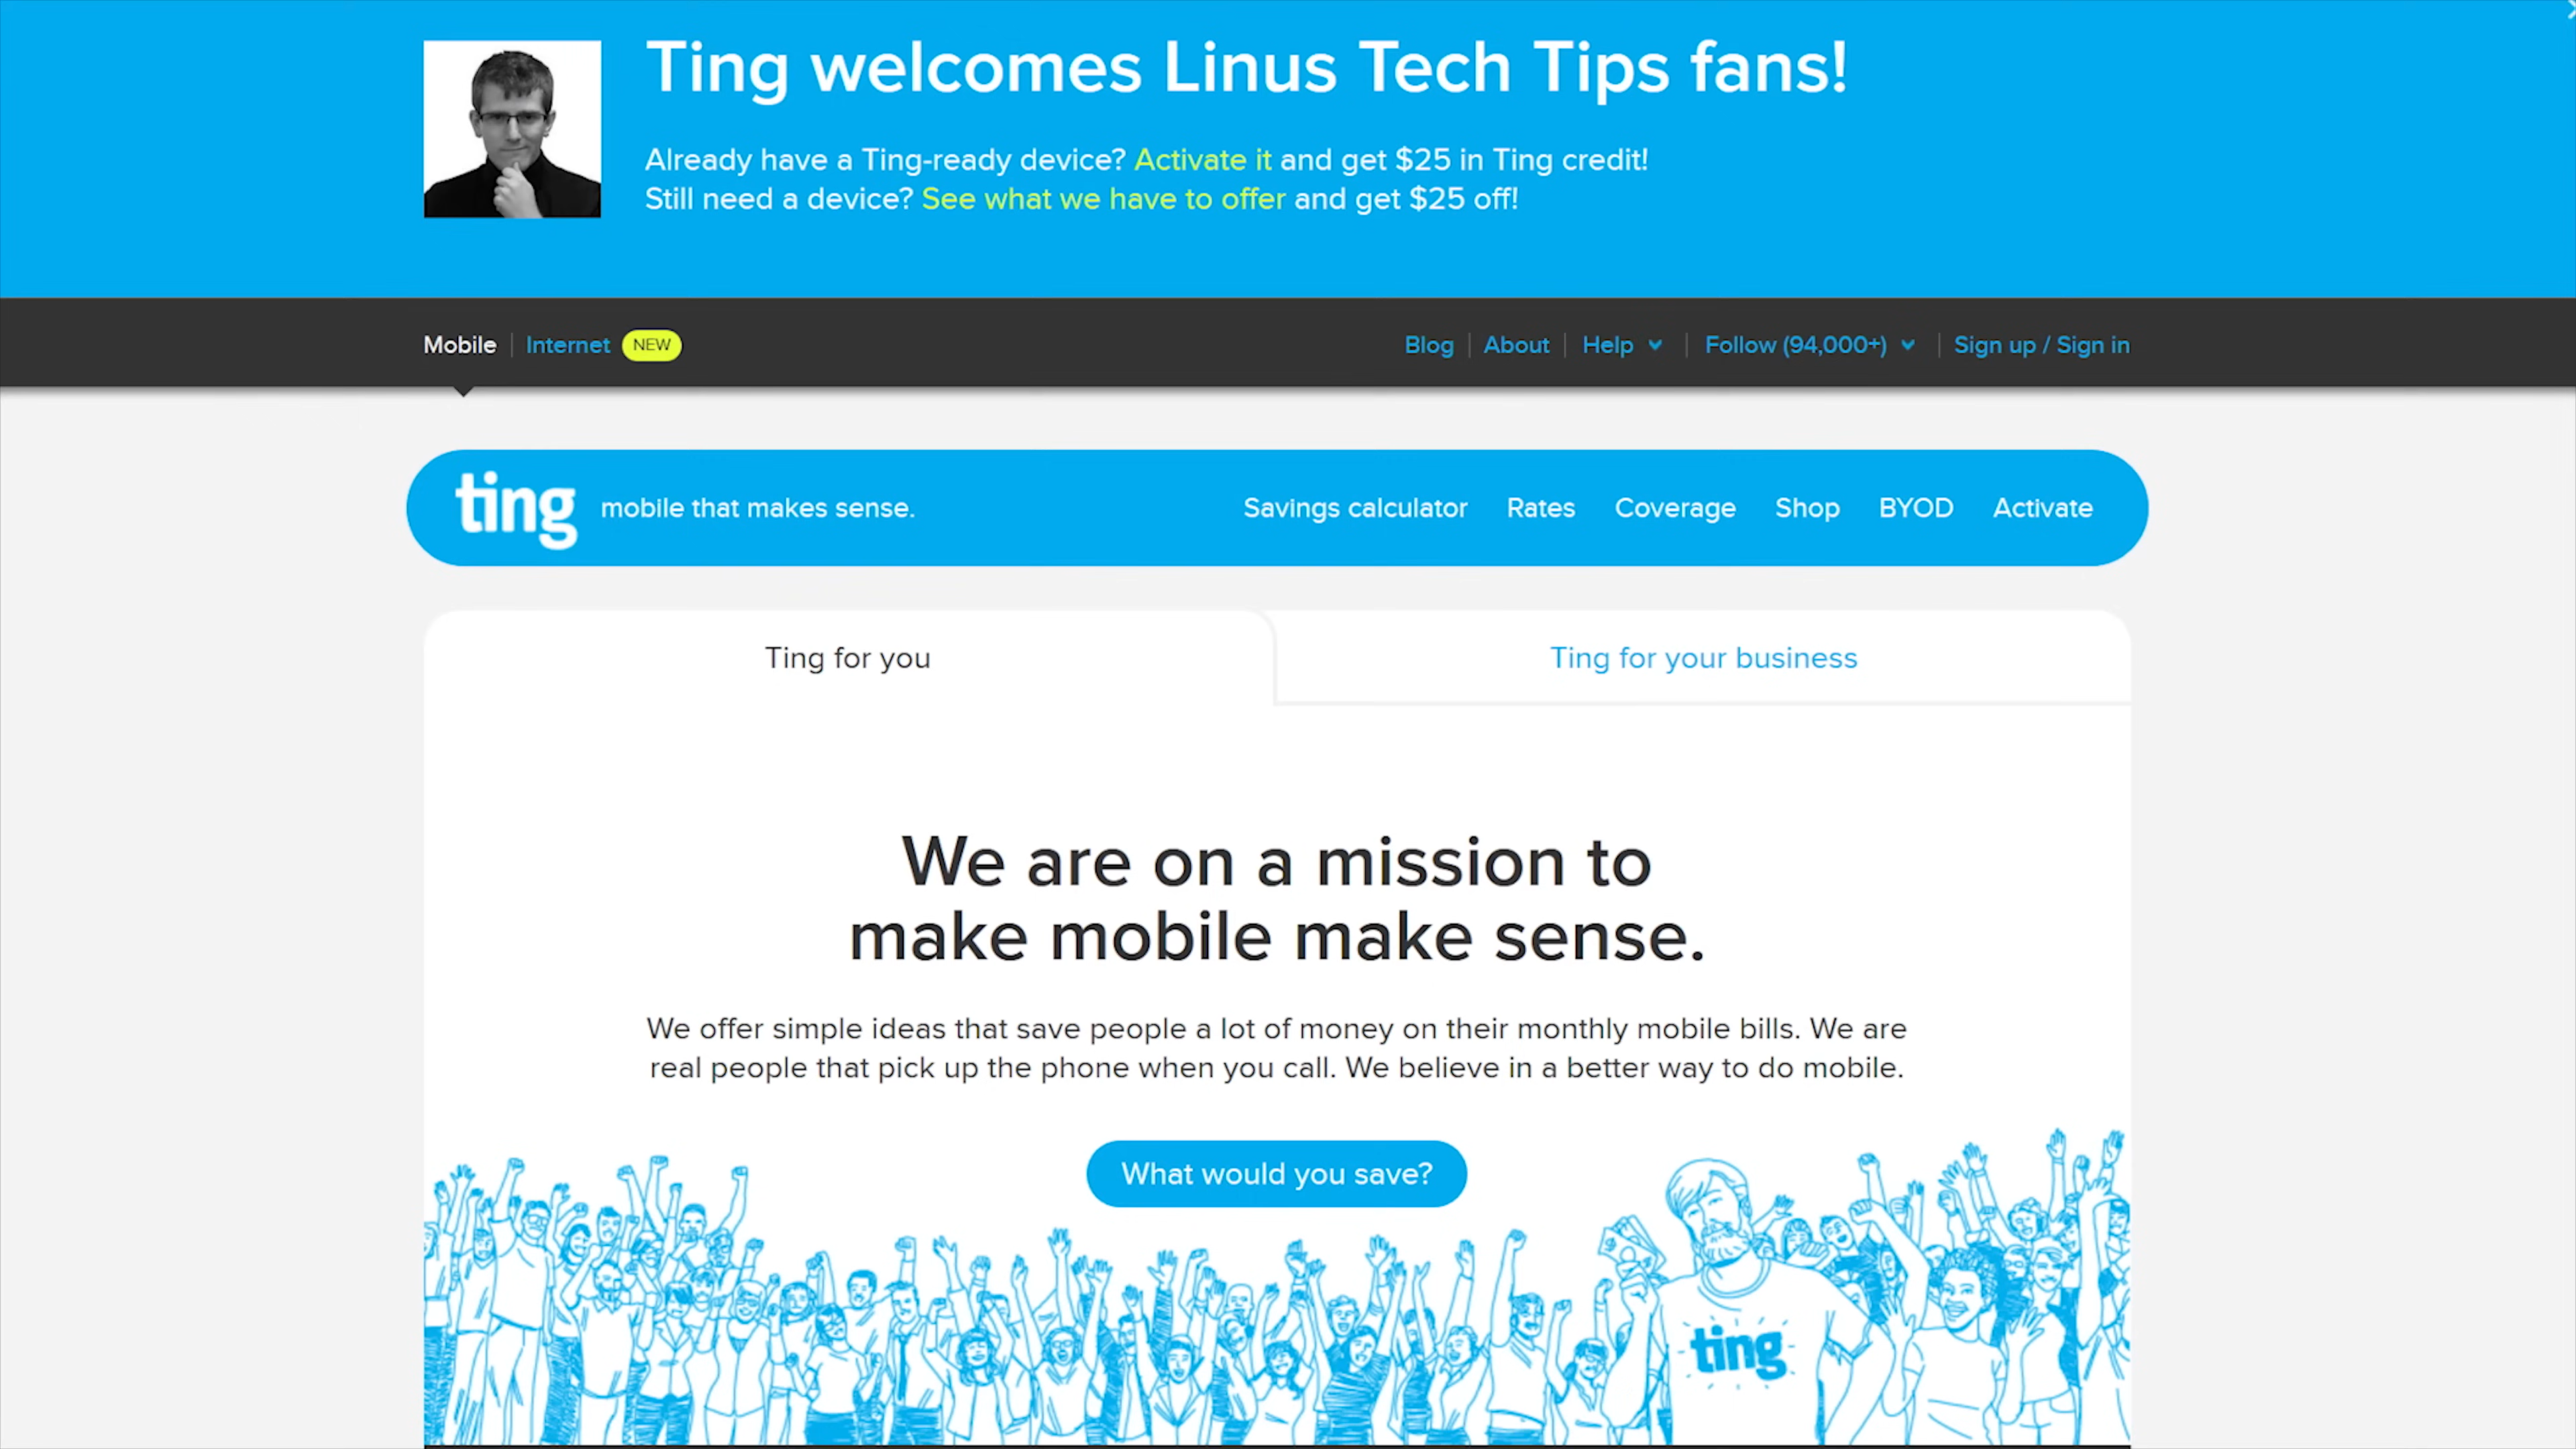 Ting welcomes Linus Tech Tips fans!
Already have a Ting-ready device? Activate it and get $25 in Ting credit!
Still need a device? See what we have to offer and get $25 off!
Mobile Internet NEW Blog About Help Follow (94,000+) Sign up / Sign in
ting mobile that makes sense. Savings calculator Rates Coverage Shop BYOD Activate
Ting for you Ting for your business
We are on a mission to
make mobile make sense.
We offer simple ideas that save people a lot of money on their monthly mobile bills. We are
real people that pick up the phone when you call. We believe in a better way to do mobile.
What would you save?
ting